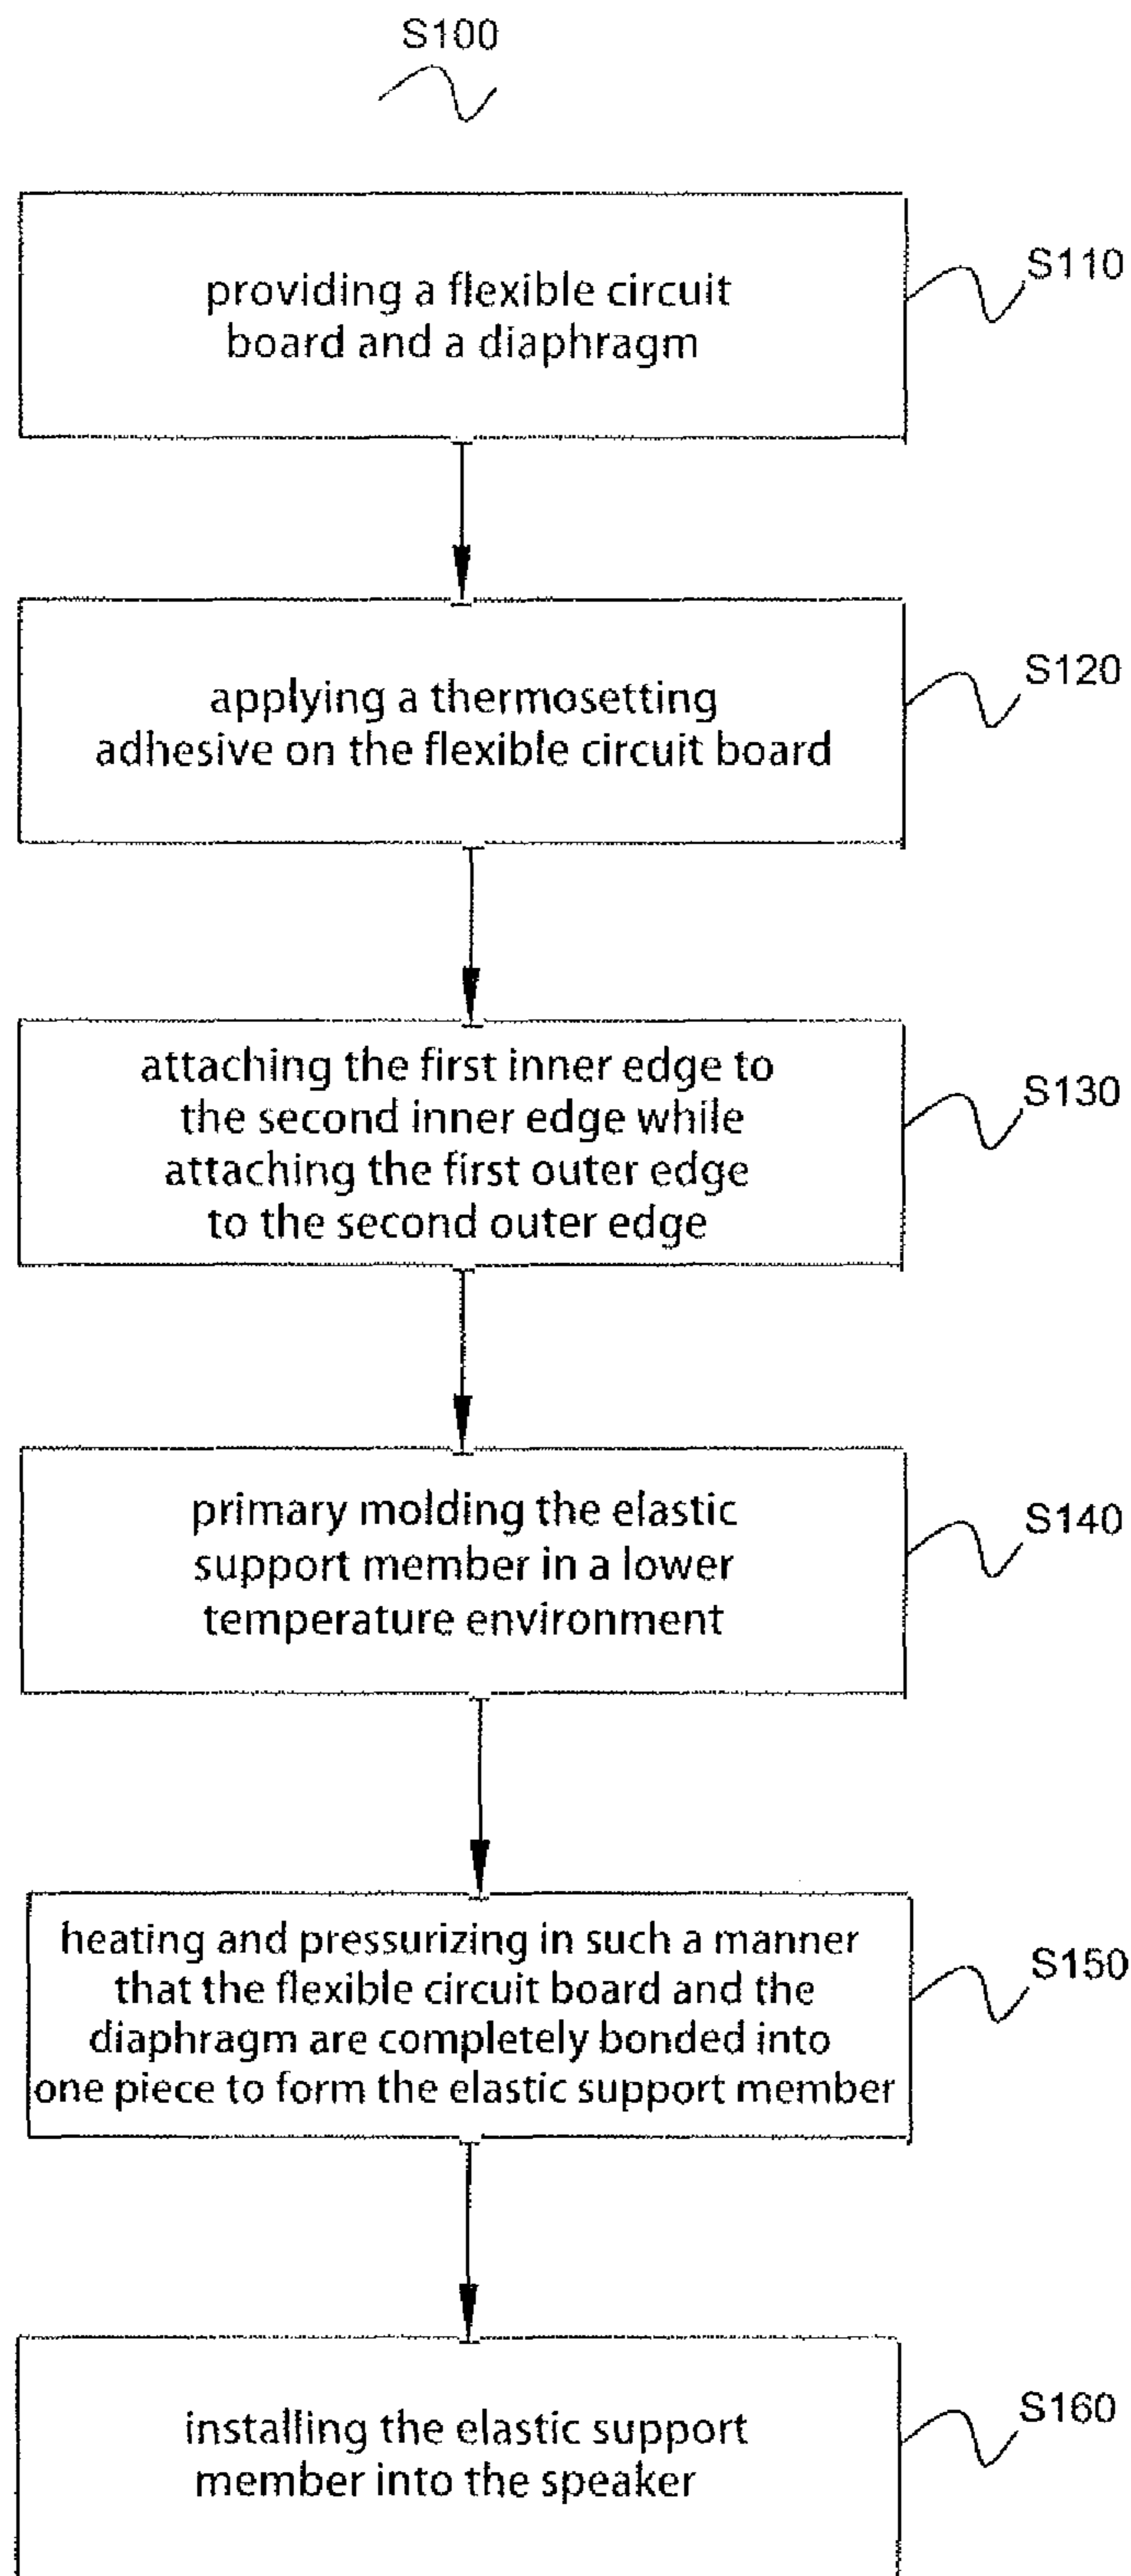 S100
providing a flexible circuit
board and a diaphragm
S110
applying a thermosetting
adhesive on the flexible circuit board
S120
attaching the first inner edge to
the second inner edge while
attaching the first outer edge
to the second outer edge
S130
primary molding the elastic
support member in a lower
temperature environment
S140
heating and pressurizing in such a manner
that the flexible circuit board and the
diaphragm are completely bonded into
one piece to form the elastic support member
S150
installing the elastic support
member into the speaker
S160